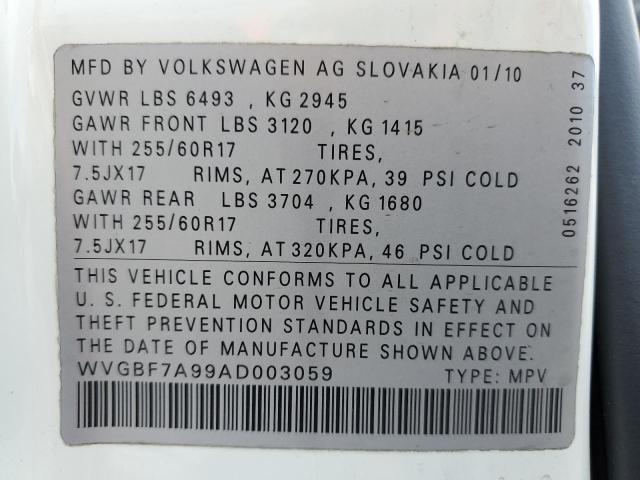 MFD BY VOLKSWAGEN AG SLOVAKIA 01/10
GVWR LBS 6493 , KG 2945
GAWR FRONT LBS 3120 , KG 1415
WITH 255/60R17 TIRES,
7.5JX17 RIMS, AT 270KPA, 39 PSI COLD
GAWR REAR LBS 3704 , KG 1680
WITH 255/60R17 TIRES,
7.5JX17 RIMS, AT 320KPA, 46 PSI COLD
THIS VEHICLE CONFORMS TO ALL APPLICABLE
U. S. FEDERAL MOTOR VEHICLE SAFETY AND
THEFT PREVENTION STANDARDS IN EFFECT ON
THE DATE OF MANUFACTURE SHOWN ABOVE.
WVGBF7A99AD003059 TYPE: MPV
0516262 2010 37